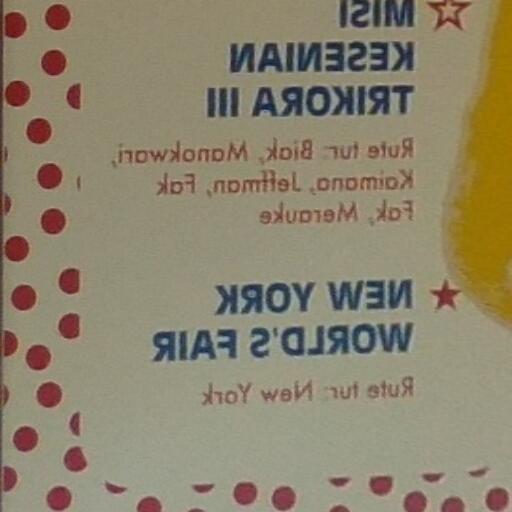 MISI
KESENIAN
TRIKORA III
Rute tur: Biak, Manokwari,
Kaimana, Jeffman, Fak
Fak, Merauke
NEW YORK
WORLD'S FAIR
Rute tur: New York